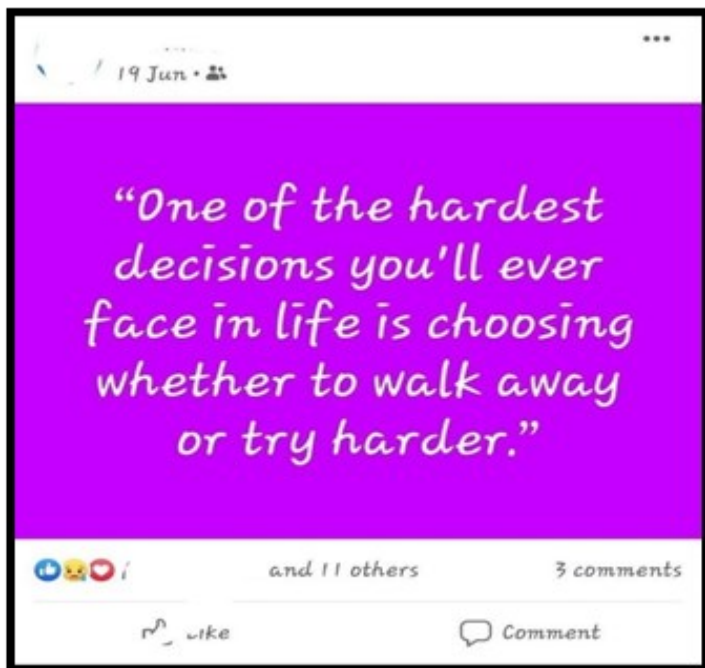 19 Jun •
“One of the hardest
decisions you'll ever
face in life is choosing
whether to walk away
or try harder.”
and 11 others 3 comments
Comment